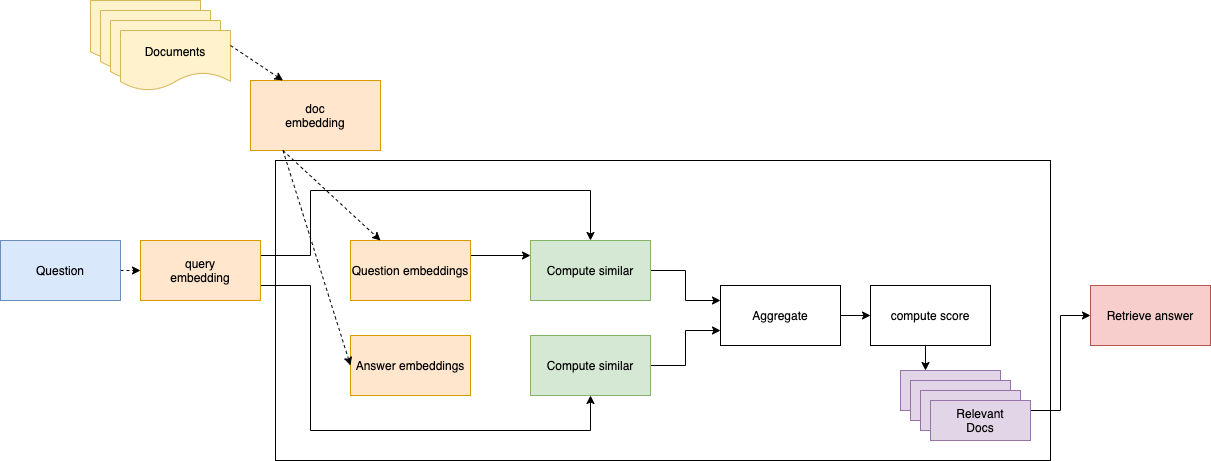 Documents
doc
embedding
Question
query
embedding
Question embeddings
Compute similar
Answer embeddings
Compute similar
Aggregate
compute score
Retrieve answer
Relevant
Docs